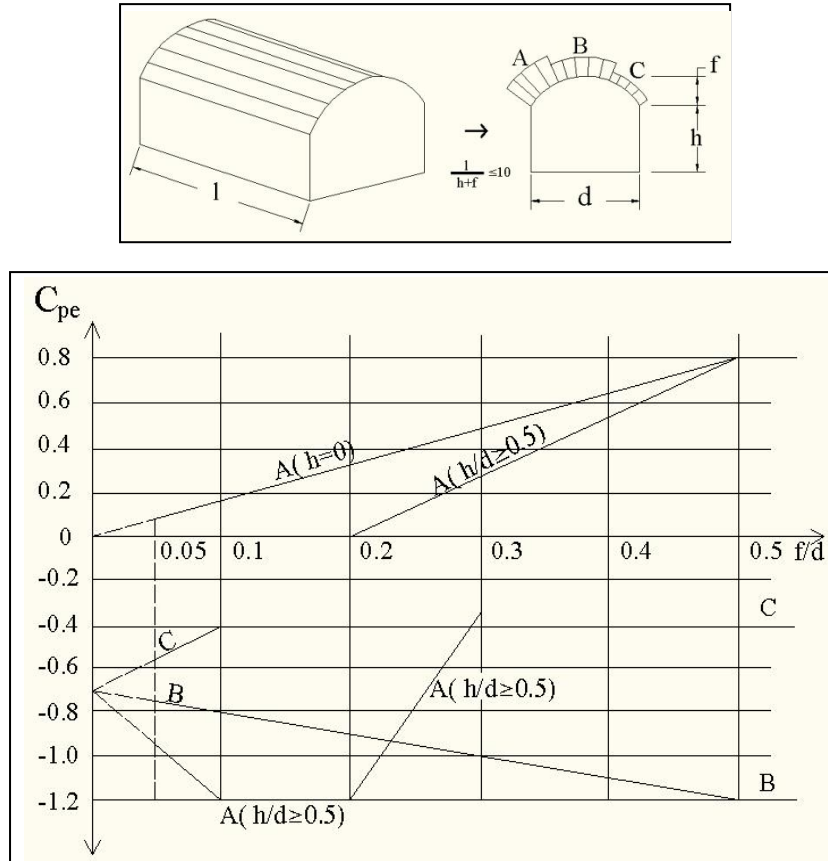 A
B
C
f
h
→
l
h+f
≤10
l
d
Cpe
0.8
0.6
0.4
0.2
0
-0.2
-0.4
-0.6
-0.8
-1.0
-1.2
A( h=0)
A( h/d≥0.5)
0.05
0.1
0.2
0.3
0.4
0.5
f/d
C
C
B
A( h/d≥0.5)
B
A( h/d≥0.5)